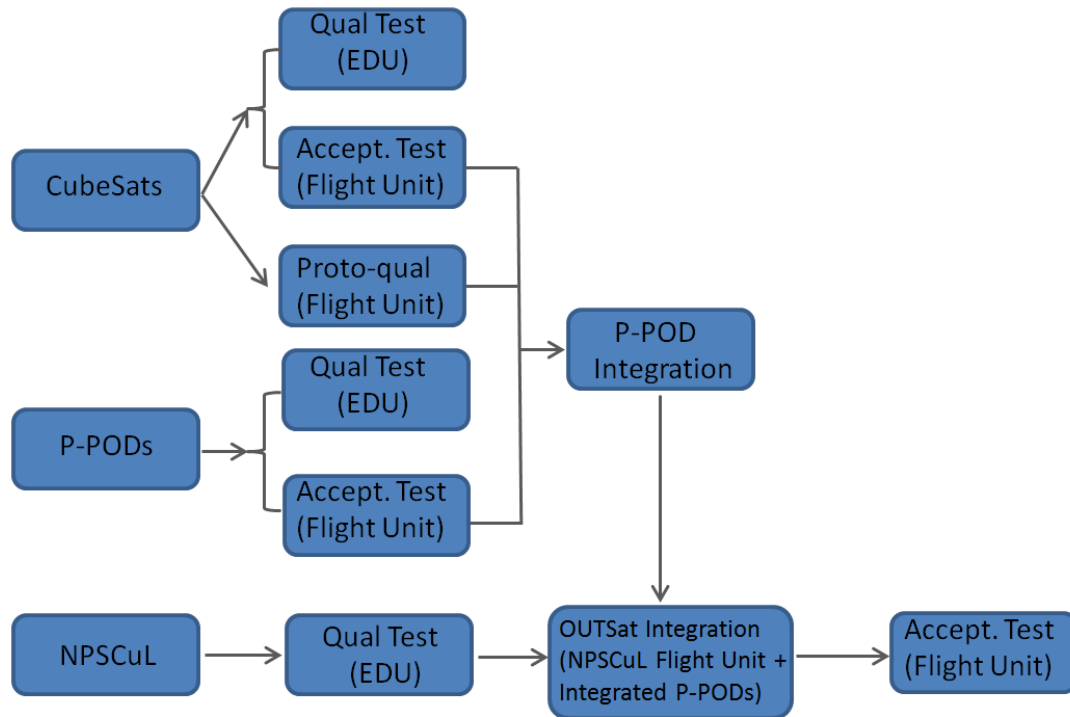 Qual Test
(EDU)
Accept. Test
(Flight Unit)
CubeSats
Proto-qual
(Flight Unit)
P-POD
Integration
Qual Test
(EDU)
P-PODs
Accept. Test
(Flight Unit)
NPSCuL
Qual Test
(EDU)
OUTSat Integration
(NPSCuL Flight Unit +
Integrated P-PODs)
Accept. Test
(Flight Unit)